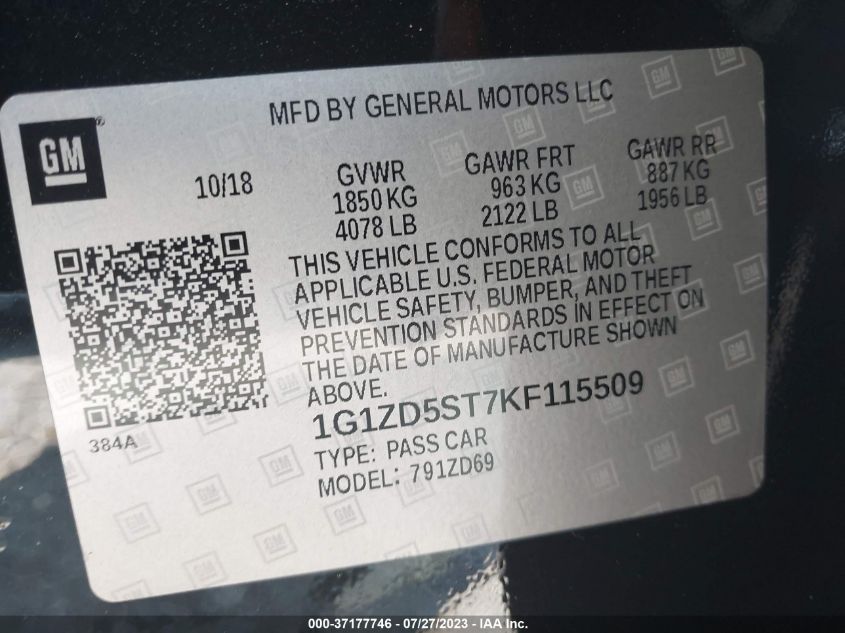 MFD BY GENERAL MOTORS LLC
GM®
10/18
GVWR
1850 KG
4078 LB
GAWR FRT
963 KG
2122 LB
GAWR RR
887 KG
1956 LB
THIS VEHICLE CONFORMS TO ALL
APPLICABLE U.S. FEDERAL MOTOR
VEHICLE SAFETY, BUMPER, AND THEFT
PREVENTION STANDARDS IN EFFECT ON
THE DATE OF MANUFACTURE SHOWN
ABOVE.
384A
1G1ZD5ST7KF115509
TYPE: PASS CAR
MODEL: 791ZD69
000-37177746 - 07/27/2023 - IAA Inc.